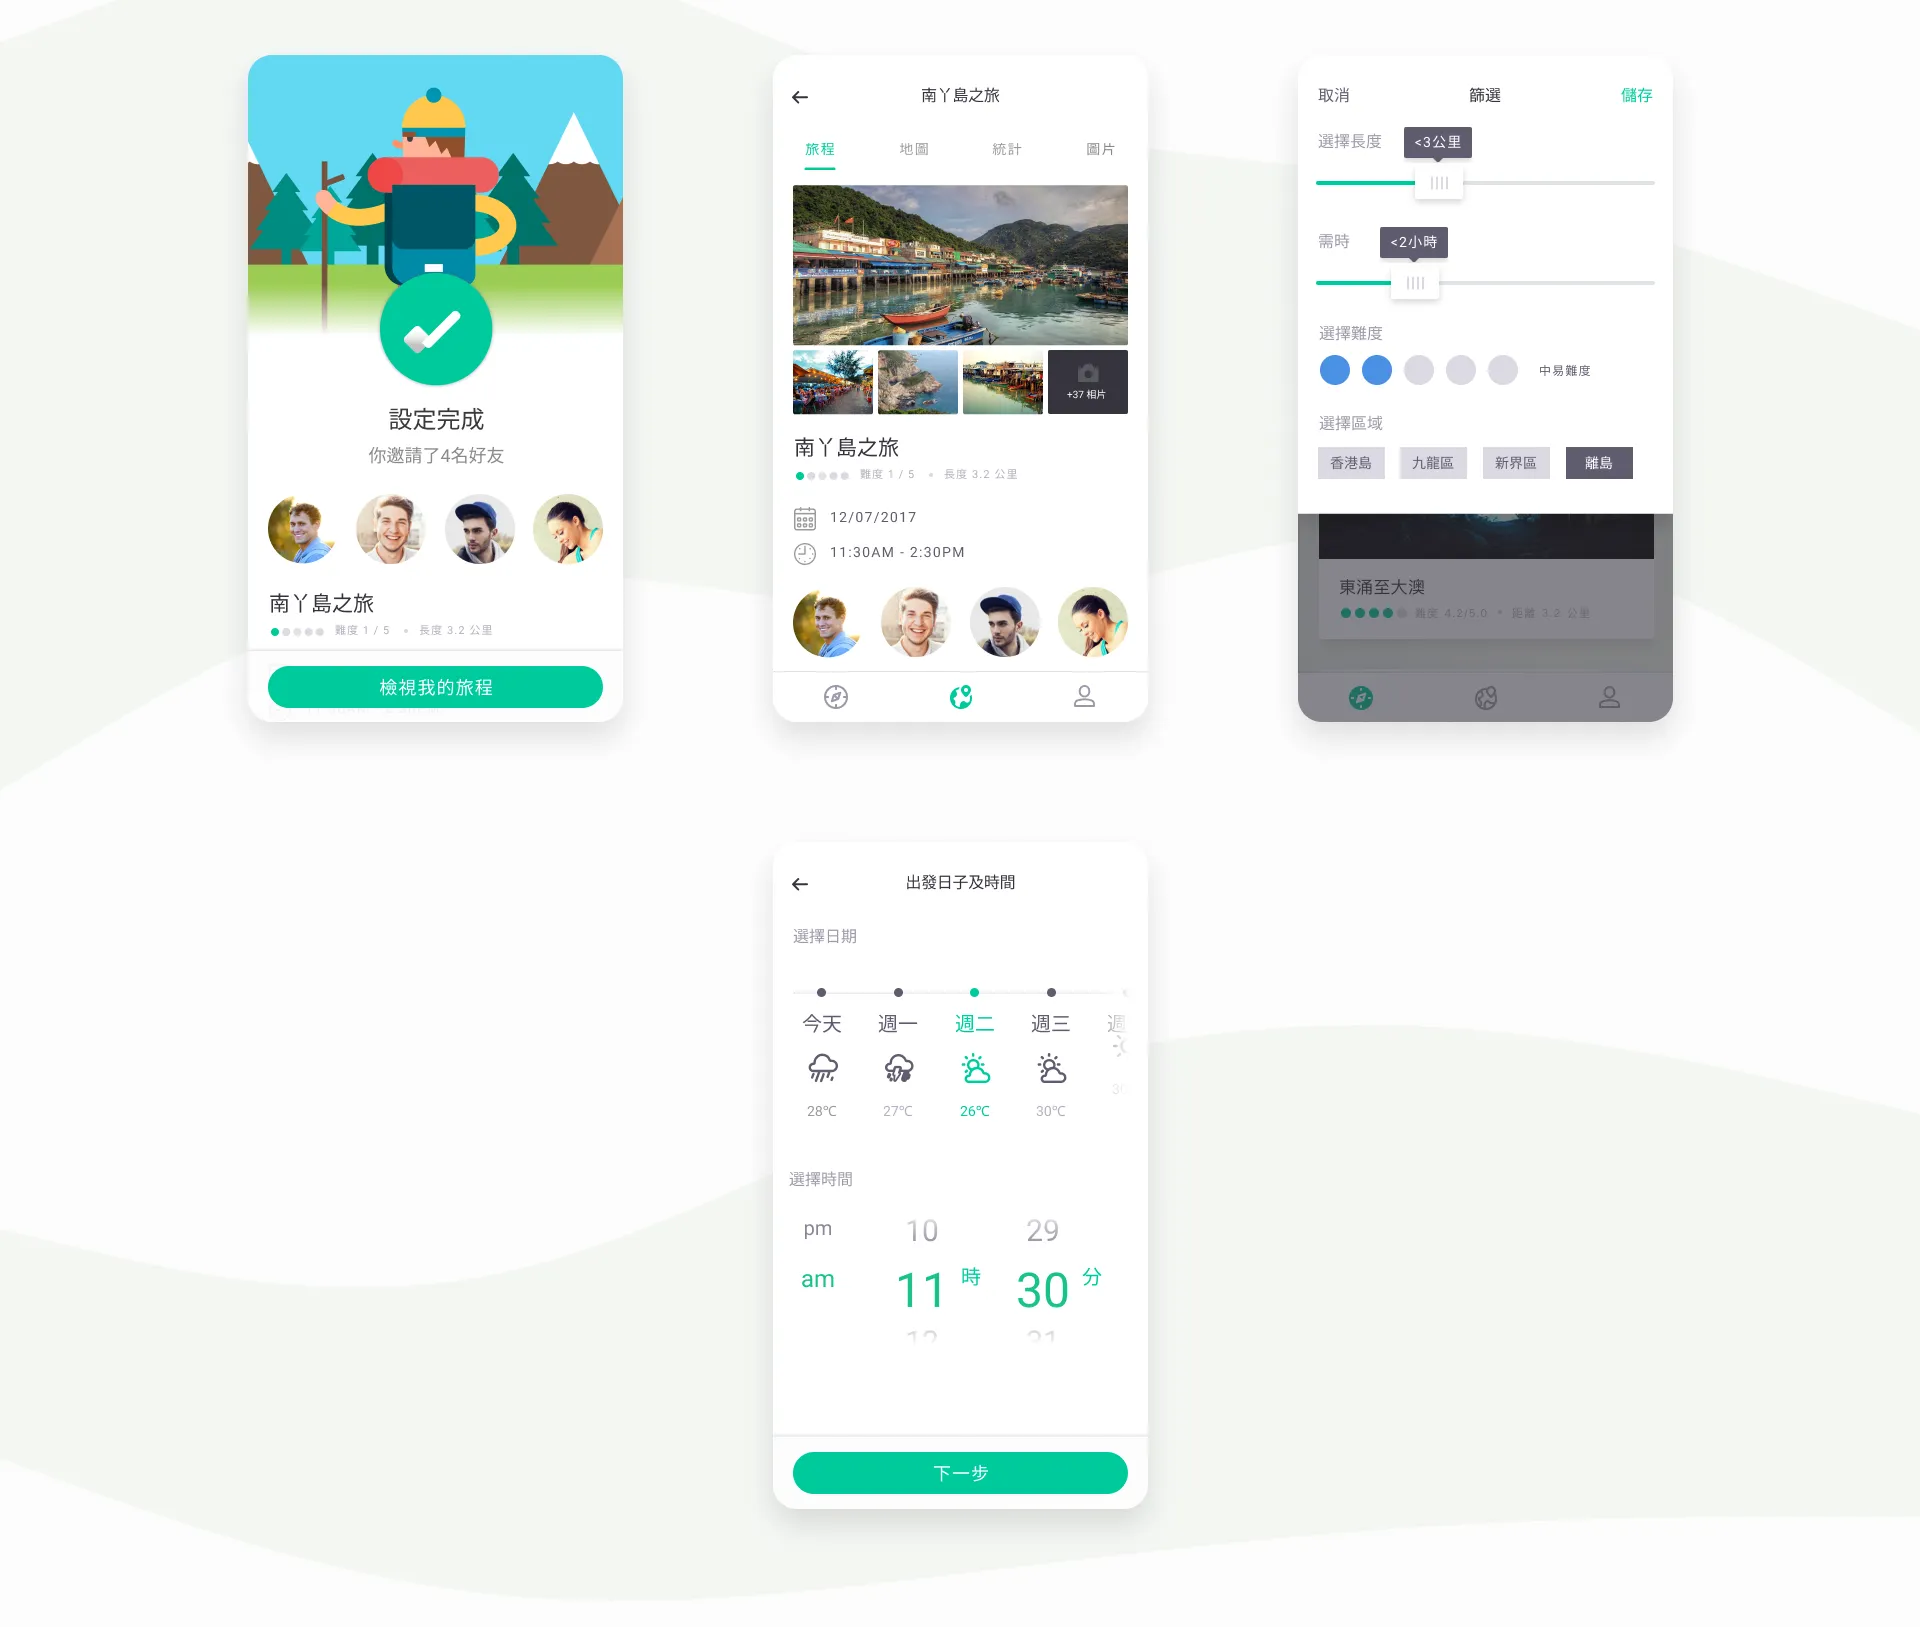 設定完成
你邀請了4名好友
南丫島之旅
難度 1 / 5 • 長度 3.2 公里
檢視我的旅程
南丫島之旅
旅程 地圖 統計 圖片
+37 相片
南丫島之旅
難度 1 / 5 • 長度 3.2 公里
12/07/2017
11:30AM - 2:30PM
取消 篩選 儲存
選擇長度 <3公里
需時 <2小時
選擇難度
中易難度
選擇區域
香港島 九龍區 新界區 離島
東涌至大澳
難度 4.2/5.0 • 距離 3.2 公里
出發日子及時間
選擇日期
今天 週一 週二 週三 週
28℃ 27℃ 26℃ 30℃
選擇時間
pm 10 29
am 11 時 30 分
12 31
下一步